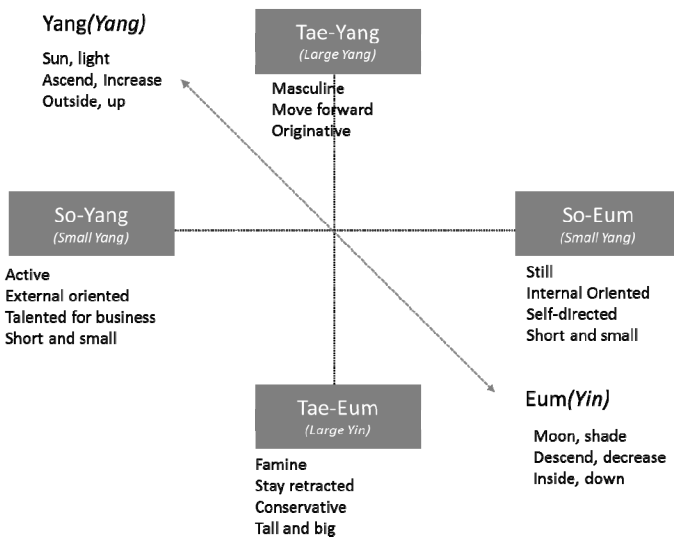 Yang(Yang)
Sun, light
Ascend, Increase
Outside, up
Tae-Yang
(Large Yang)
Masculine
Move forward
Originative
So-Yang
(Small Yang)
Active
External oriented
Talented for business
Short and small
So-Eum
(Small Yang)
Still
Internal Oriented
Self-directed
Short and small
Tae-Eum
(Large Yin)
Famine
Stay retracted
Conservative
Tall and big
Eum(Yin)
Moon, shade
Descend, decrease
Inside, down